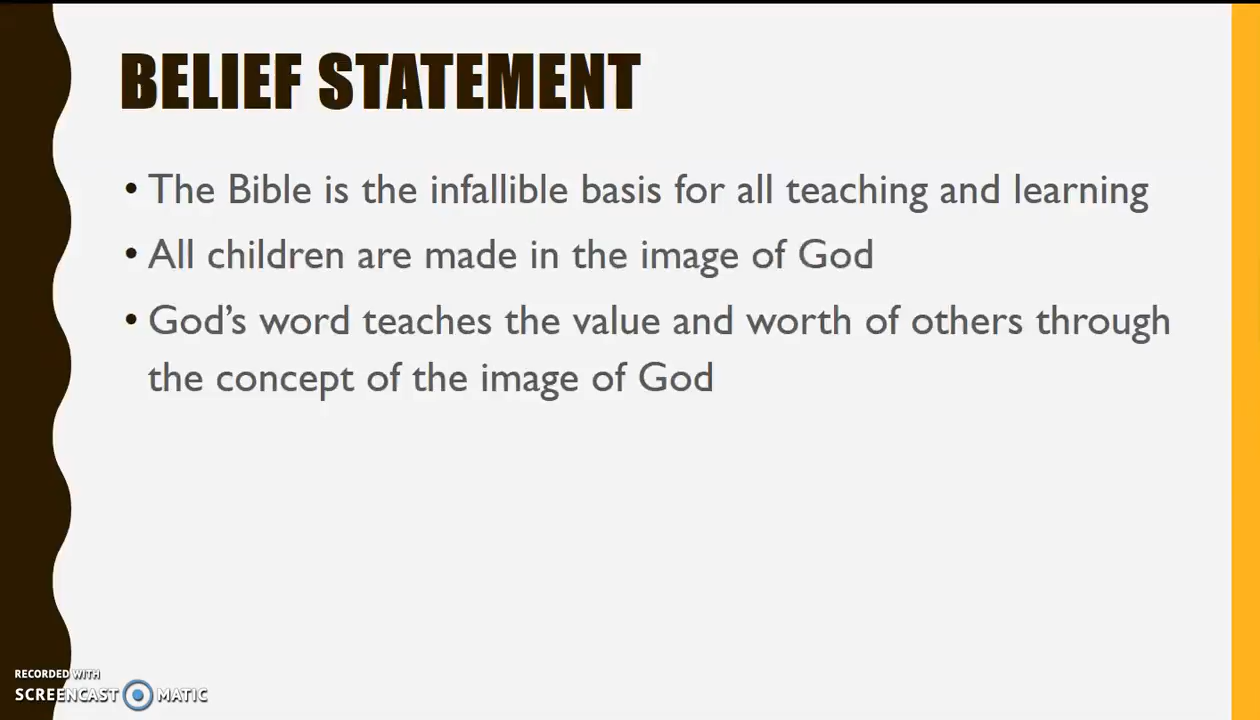 BELIEF STATEMENT
• The Bible is the infallible basis for all teaching and learning
• All children are made in the image of God
• God’s word teaches the value and worth of others through
the concept of the image of God
RECORDED WITH
SCREENCAST MATIC